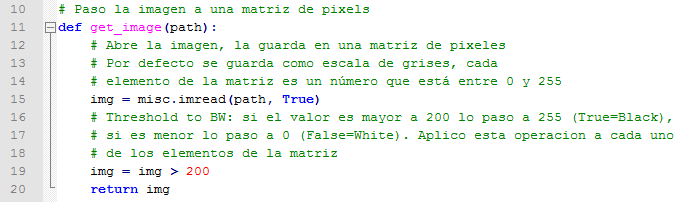 10 # Paso la imagen a una matriz de pixels
11 def get_image(path):
12 # Abre la imagen, la guarda en una matriz de pixeles
13 # Por defecto se guarda como escala de grises, cada
14 # elemento de la matriz es un número que está entre 0 y 255
15 img = misc.imread(path, True)
16 # Threshold to BW: si el valor es mayor a 200 lo paso a 255 (True=Black),
17 # si es menor lo paso a 0 (False=White). Aplico esta operacion a cada uno
18 # de los elementos de la matriz
19 img = img > 200
20 return img